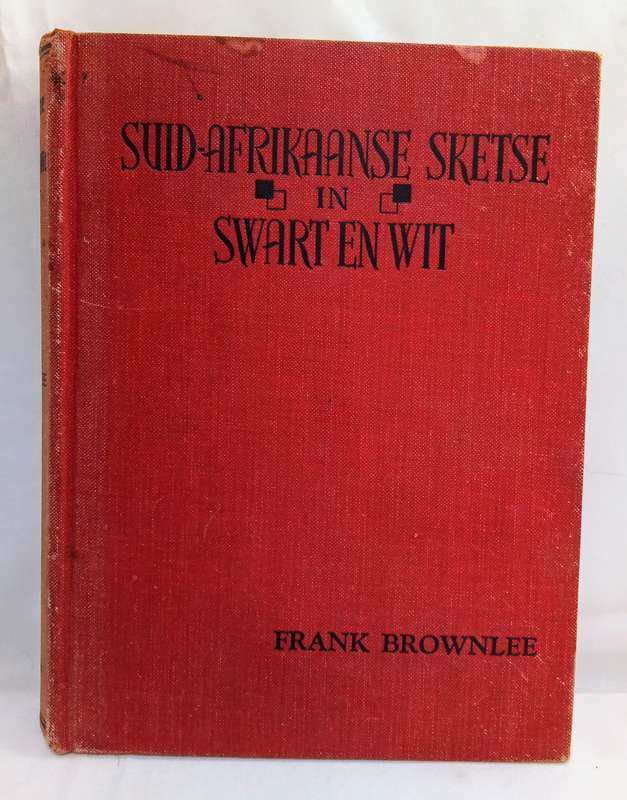 SUID-AFRIKAANSE SKETSE
IN
SWART EN WIT
FRANK BROWNLEE